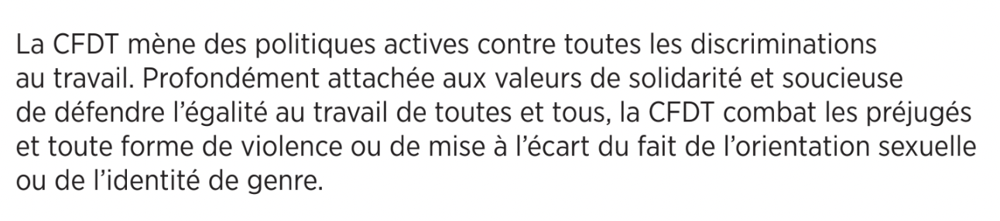 La CFDT mène des politiques actives contre toutes les discriminations
au travail. Profondément attachée aux valeurs de solidarité et soucieuse
de défendre l’égalité au travail de toutes et tous, la CFDT combat les préjugés
et toute forme de violence ou de mise à l’écart du fait de l’orientation sexuelle
ou de l’identité de genre.